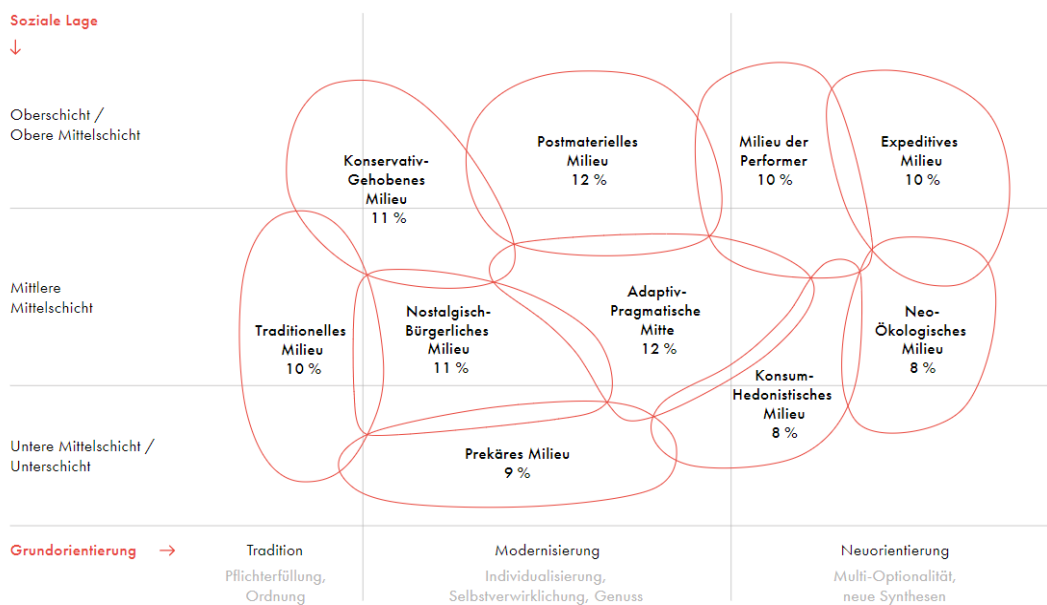 Soziale Lage
↓
Oberschicht /
Obere Mittelschicht
Konservativ-
Gehobenes
Milieu
11 %
Postmaterielles
Milieu
12 %
Milieu der
Performer
10 %
Expeditives
Milieu
10 %
Mittlere
Mittelschicht
Traditionelles
Milieu
10 %
Nostalgisch-
Bürgerliches
Milieu
11 %
Adaptiv-
Pragmatische
Mitte
12 %
Neo-
Ökologisches
Milieu
8 %
Konsum-
Hedonistisches
Milieu
8 %
Untere Mittelschicht /
Unterschicht
Prekäres Milieu
9 %
Grundorientierung →
Tradition
Pflichterfüllung,
Ordnung
Modernisierung
Individualisierung,
Selbstverwirklichung, Genuss
Neuorientierung
Multi-Optionalität,
neue Synthesen